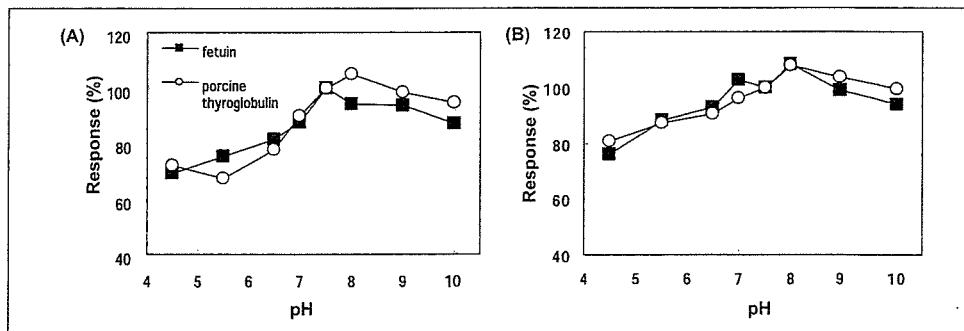 (A)
120
100
80
60
40
Response (%)
fetuin
porcine
thyroglobulin
4 5 6 7 8 9 10
pH
(B)
120
100
80
100
40
Response (%)
4 5 6 7 8 9 10
pH